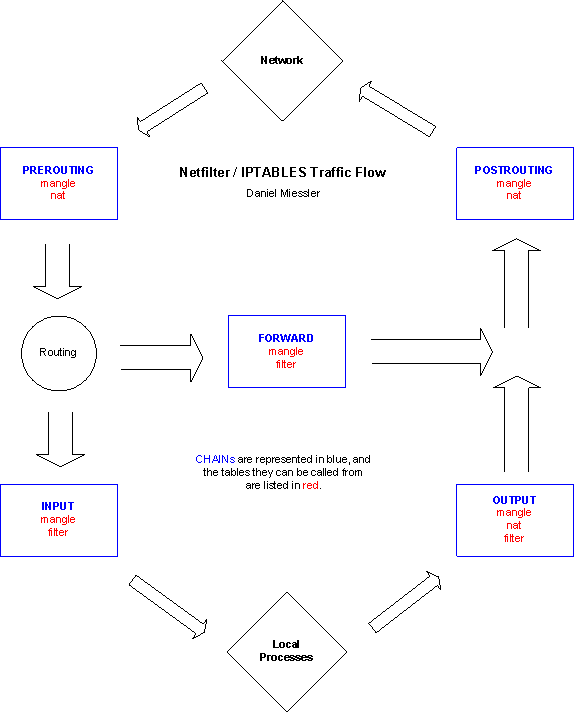 Network
PREROUTING
mangle
nat
Netfilter / IPTABLES Traffic Flow
Daniel Miessler
POSTROUTING
mangle
nat
Routing
FORWARD
mangle
filter
CHAINs are represented in blue, and
the tables they can be called from
are listed in red.
INPUT
mangle
filter
OUTPUT
mangle
nat
filter
Local
Processes